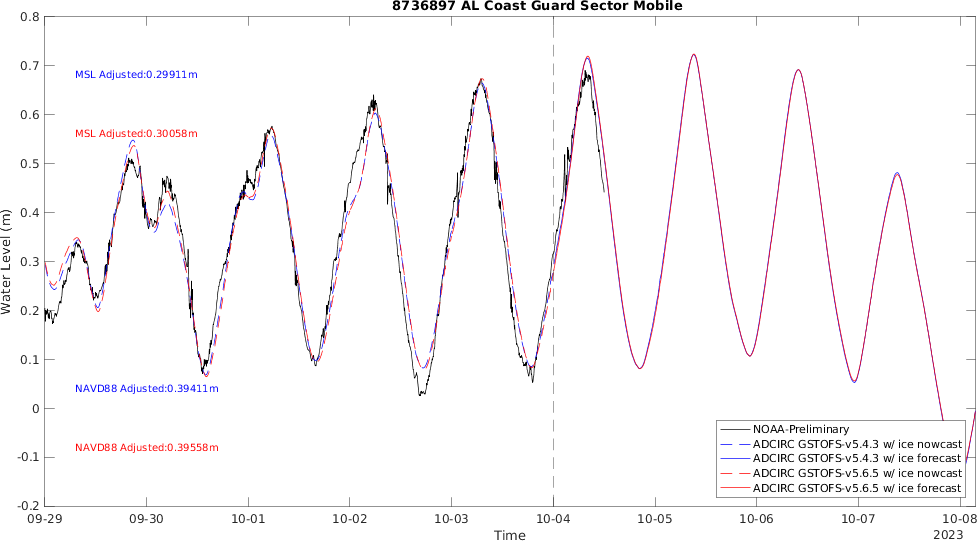 8736897 AL Coast Guard Sector Mobile
0.8
0.7
0.6
0.5
0.4
0.3
0.2
0.1
0
-0.1
-0.2
Water Level (m)
MSL Adjusted:0.29911m
MSL Adjusted:0.30058m
NAVD88 Adjusted:0.39411m
NAVD88 Adjusted:0.39558m
NOAA-Preliminary
ADCIRC GSTOFS-v5.4.3 w/ ice nowcast
ADCIRC GSTOFS-v5.4.3 w/ ice forecast
ADCIRC GSTOFS-v5.6.5 w/ ice nowcast
ADCIRC GSTOFS-v5.6.5 w/ ice forecast
09-29 09-30 10-01 10-02 10-03 10-04 10-05 10-06 10-07 10-08
2023
Time